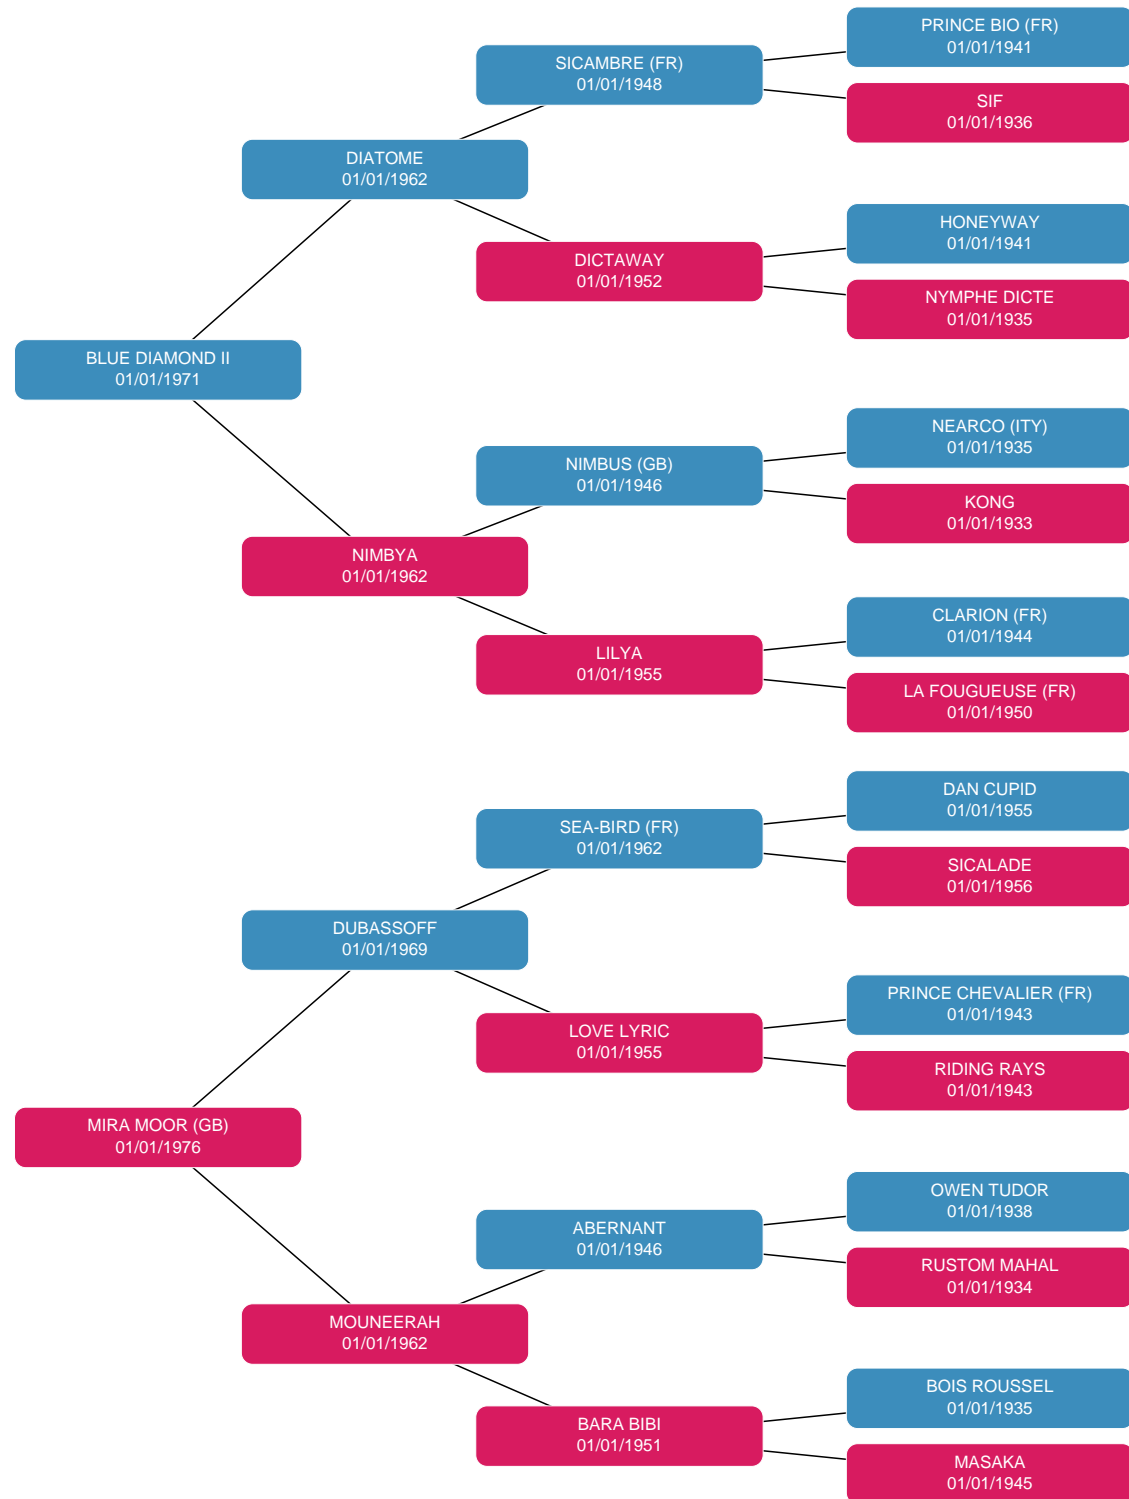 PRINCE BIO (FR)
01/01/1941
SICAMBRE (FR)
01/01/1948
SIF
01/01/1936
DIATOME
01/01/1962
HONEYWAY
01/01/1941
DICTAWAY
01/01/1952
NYMPHE DICTE
01/01/1935
BLUE DIAMOND II
01/01/1971
NEARCO (ITY)
01/01/1935
NIMBUS (GB)
01/01/1946
KONG
01/01/1933
NIMBYA
01/01/1962
CLARION (FR)
01/01/1944
LILYA
01/01/1955
LA FOUGUEUSE (FR)
01/01/1950
DAN CUPID
01/01/1955
SEA-BIRD (FR)
01/01/1962
SICALADE
01/01/1956
DUBASSOFF
01/01/1969
PRINCE CHEVALIER (FR)
01/01/1943
LOVE LYRIC
01/01/1955
RIDING RAYS
01/01/1943
MIRA MOOR (GB)
01/01/1976
OWEN TUDOR
01/01/1938
ABERNANT
01/01/1946
RUSTOM MAHAL
01/01/1934
MOUNEERAH
01/01/1962
BOIS ROUSSEL
01/01/1935
BARA BIBI
01/01/1951
MASAKA
01/01/1945